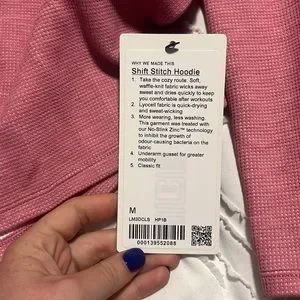 WHY WE MADE THIS
Shift Stitch Hoodie
1. Take the cozy route. Soft,
waffle-knit fabric wicks away
sweat and dries quickly to keep
you comfortable after workouts
2. Lyocell fabric is quick-drying
and sweat-wicking
3. More wearing, less washing.
This garment was treated with
our No-Stink Zinc™ technology
to inhibit the growth of
odour-causing bacteria on the
fabric
4. Underarm gusset for greater
mobility
5. Classic fit
M
LM3DCLS HP1B
000139552088